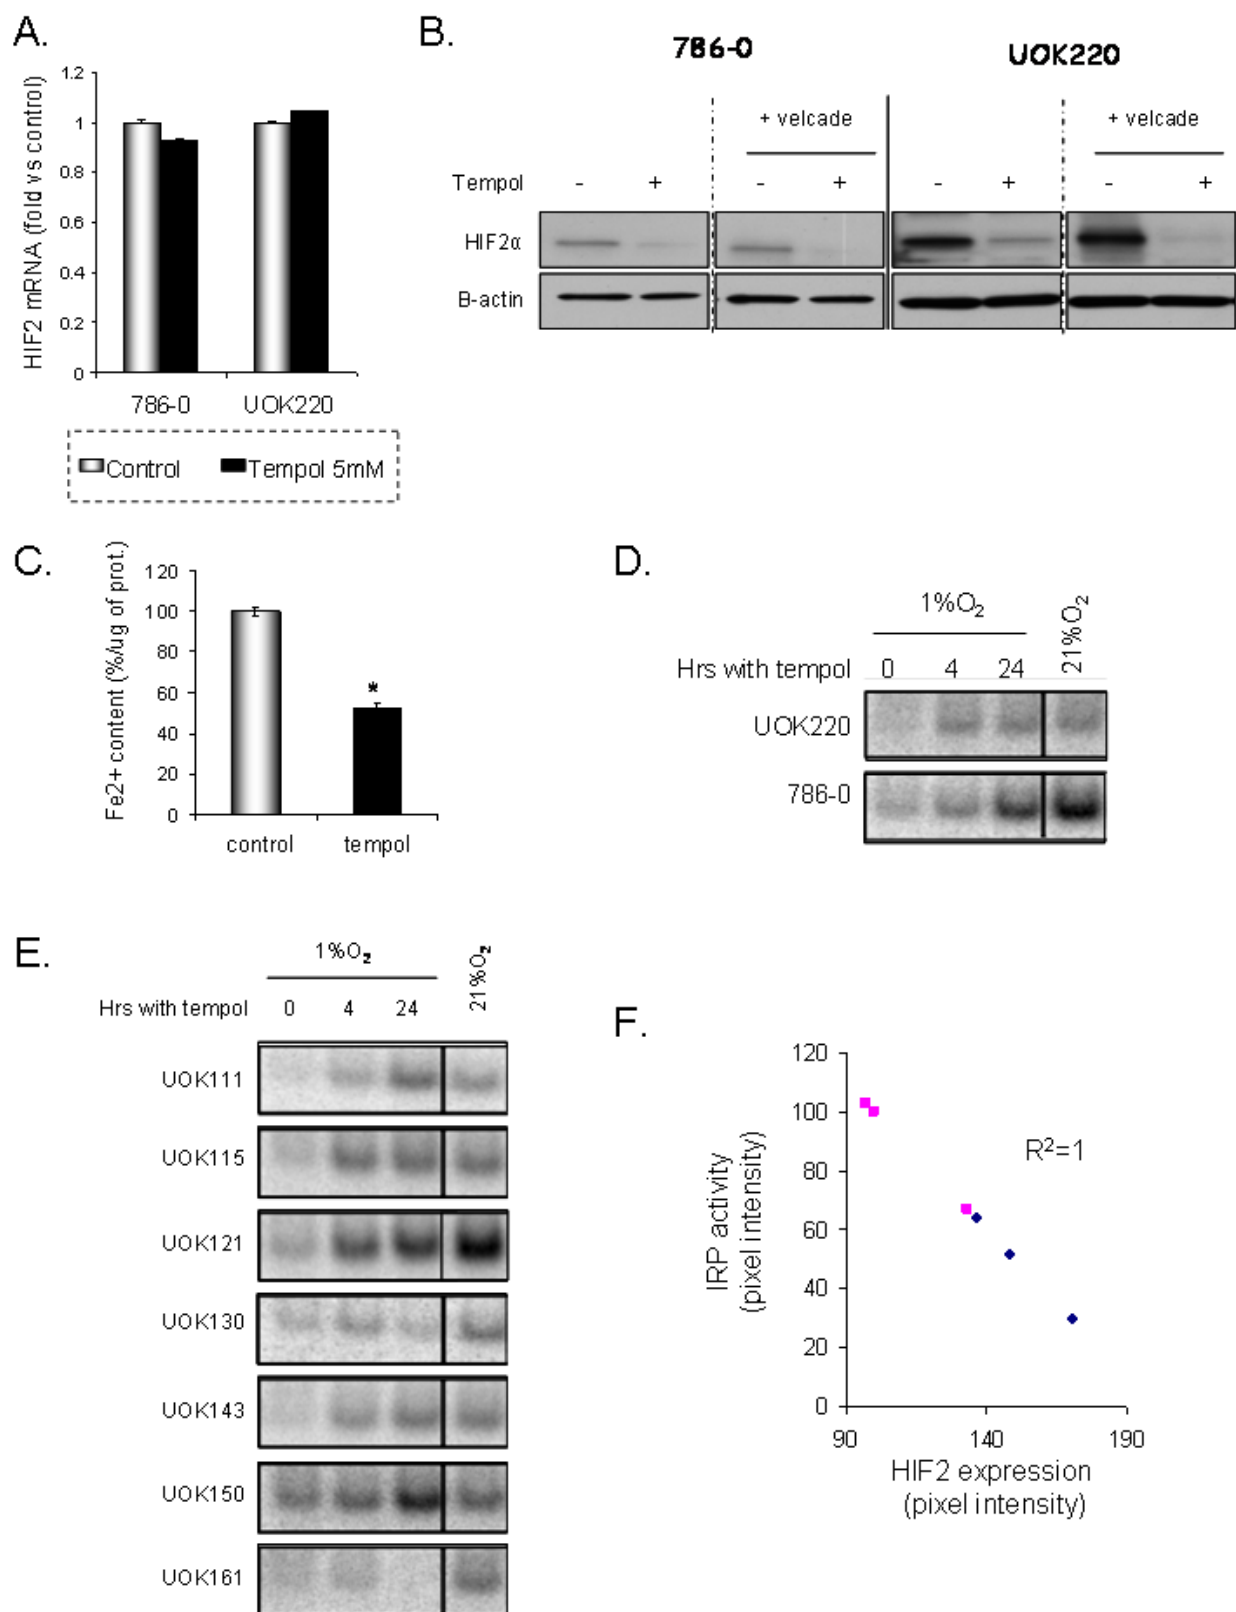 A.
HIF2 mRNA (fold vs control)
1.2
1
0.8
0.6
0.4
0.2
0
786-0 UOK220
Control Tempol 5mM
B.
786-0 UOK220
+ velcade + velcade
Tempol - + - + - + - +
HIF2α
B-actin
C.
Fe2+ content (%/ug of prot.)
120
100
80
60
40
20
0
*
control tempol
D.
1%O₂ 21%O₂
Hrs with tempol 0 4 24
UOK220
786-0
E.
1%O₂ 21%O₂
Hrs with tempol 0 4 24
UOK111
UOK115
UOK121
UOK130
UOK143
UOK150
UOK161
F.
IRP activity
(pixel intensity)
120
100
80
60
40
20
0
R²=1
90 140 190
HIF2 expression
(pixel intensity)